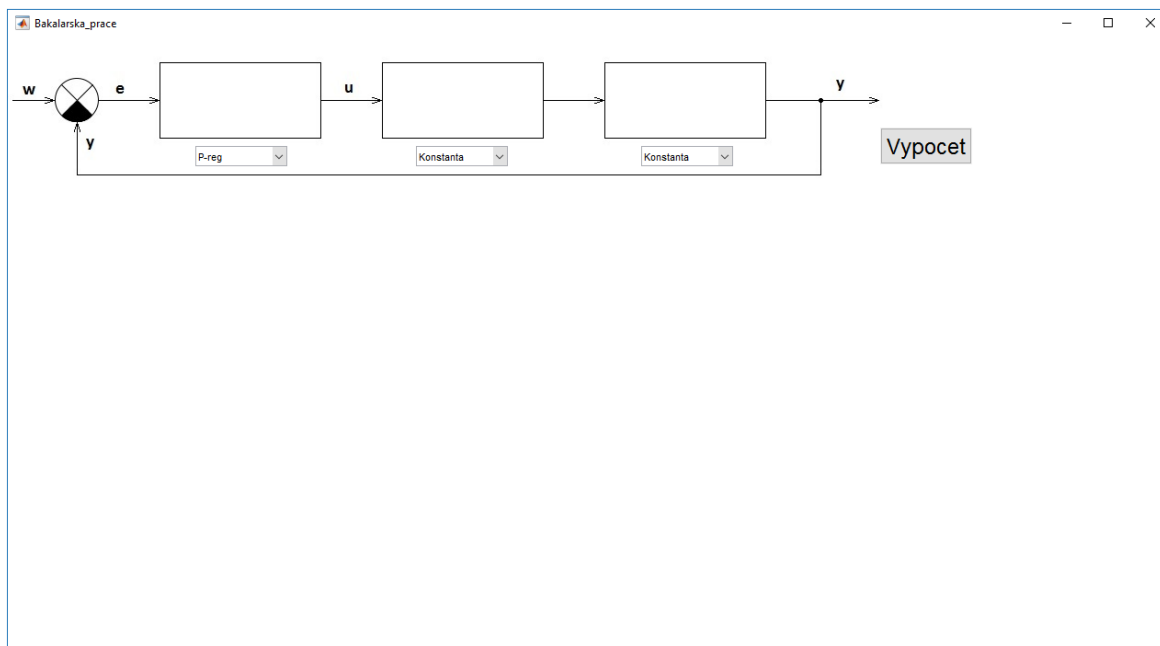 Bakalarska_prace
w
e
u
y
y
P-reg
Konstanta
Konstanta
Vypocet